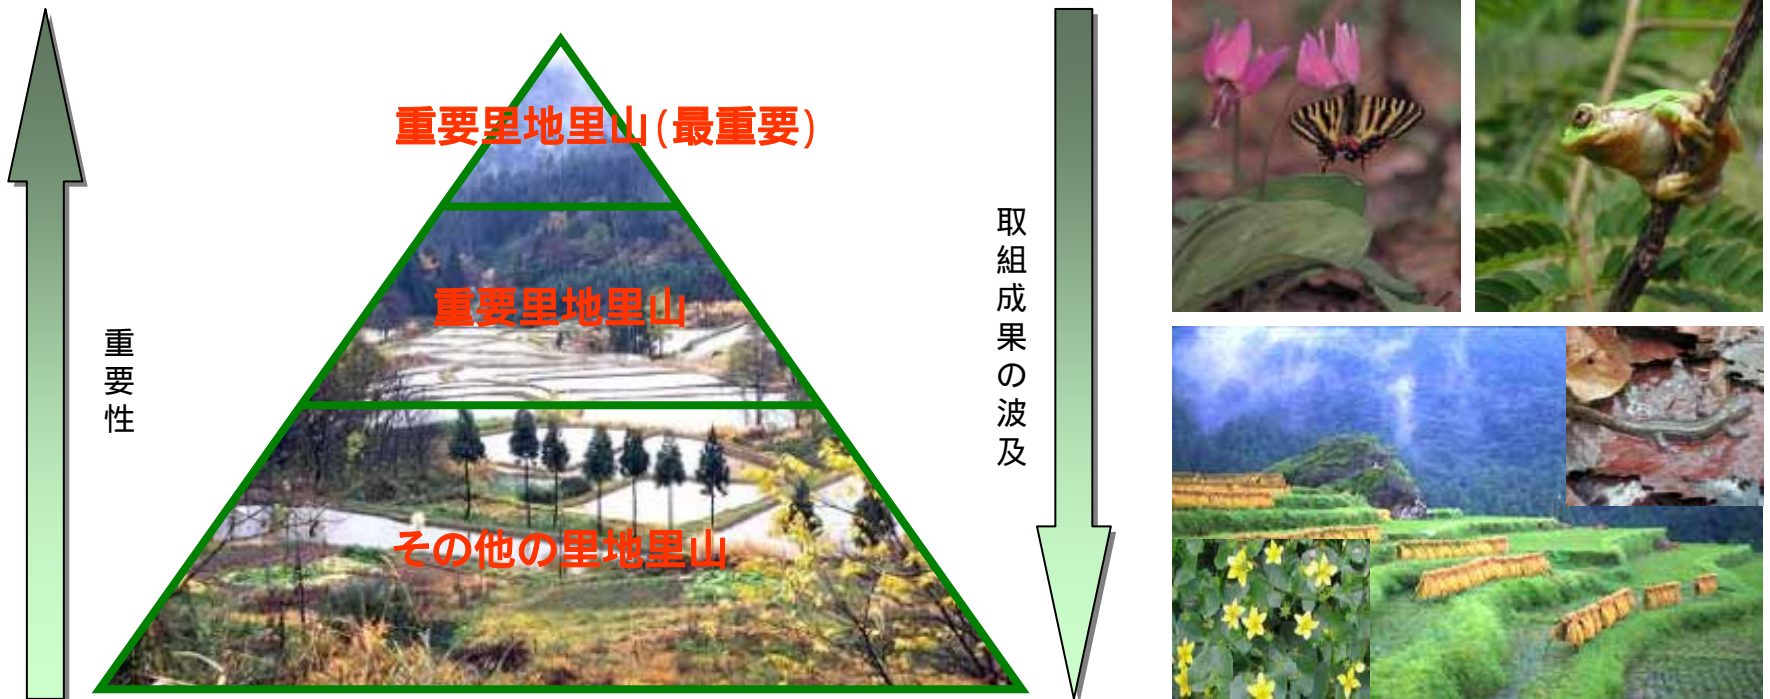 重要里地里山(最重要)
重要里地里山
その他の里地里山
重要性
取組成果の波及